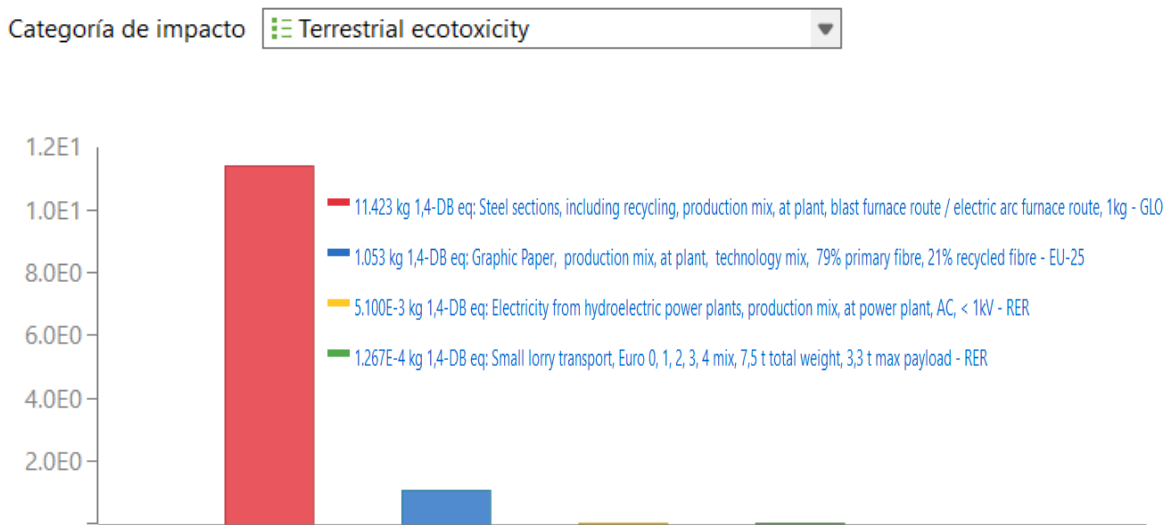 Categoría de impacto Terrestrial ecotoxicity
1.2E1
1.0E1
8.0E0
6.0E0
4.0E0
2.0E0
11.423 kg 1,4-DB eq: Steel sections, including recycling, production mix, at plant, blast furnace route / electric arc furnace route, 1kg - GLO
1.053 kg 1,4-DB eq: Graphic Paper, production mix, at plant, technology mix, 79% primary fibre, 21% recycled fibre - EU-25
5.100E-3 kg 1,4-DB eq: Electricity from hydroelectric power plants, production mix, at power plant, AC, < 1kV - RER
1.267E-4 kg 1,4-DB eq: Small lorry transport, Euro 0, 1, 2, 3, 4 mix, 7,5 t total weight, 3,3 t max payload - RER